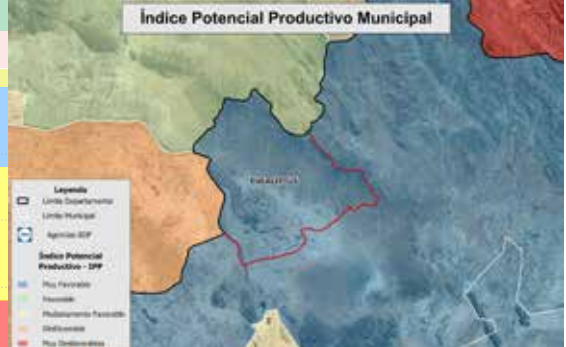 Índice Potencial Productivo Municipal
Leyenda
Límite Departamental
Límite Municipal
Agencias BDP
Índice Potencial
Productivo - IPP
Muy Favorable
Favorable
Medianamente Favorable
Desfavorable
Muy Desfavorable